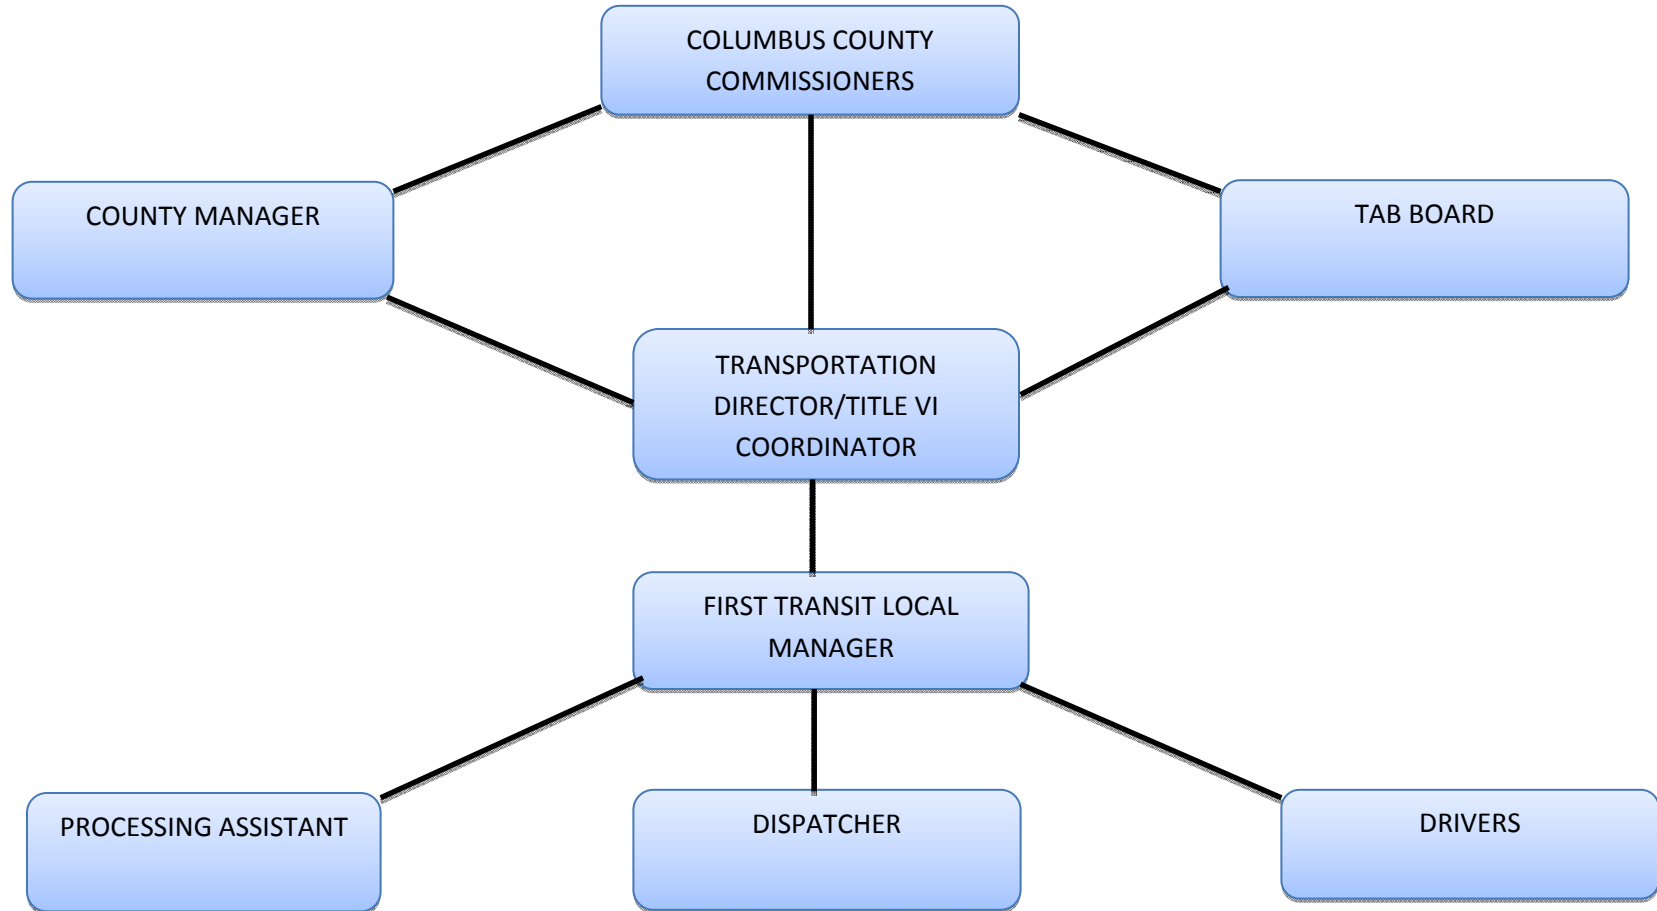 COLUMBUS COUNTY
COMMISSIONERS
COUNTY MANAGER
TAB BOARD
TRANSPORTATION
DIRECTOR/TITLE VI
COORDINATOR
FIRST TRANSIT LOCAL
MANAGER
PROCESSING ASSISTANT
DISPATCHER
DRIVERS